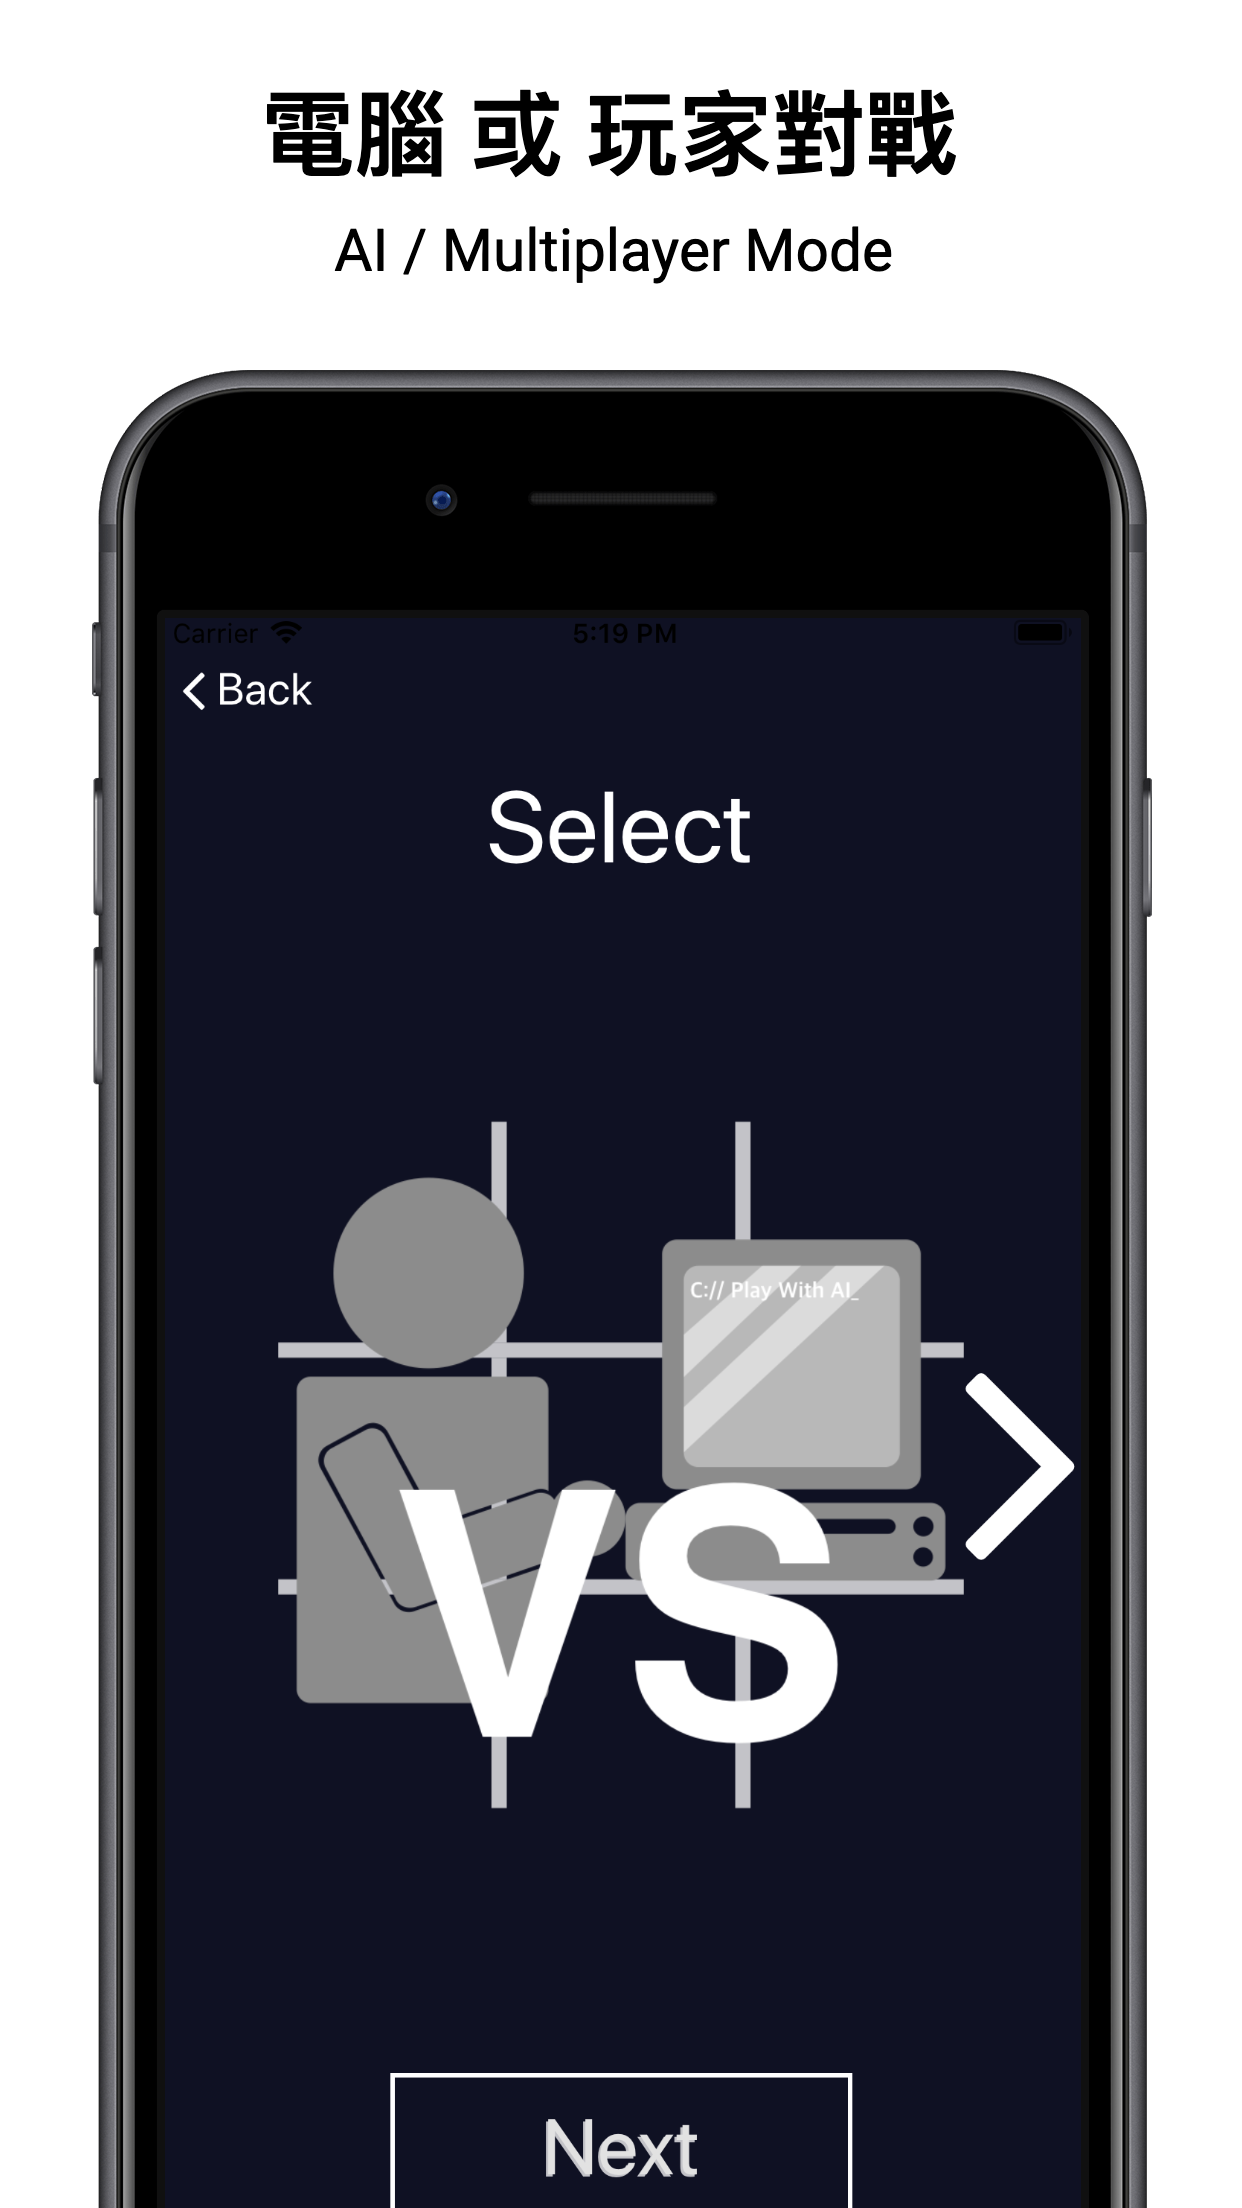 電腦 或 玩家對戰
AI / Multiplayer Mode
Carrier 5:19 PM
Back
Select
C:// Play With AI_
VS
Next